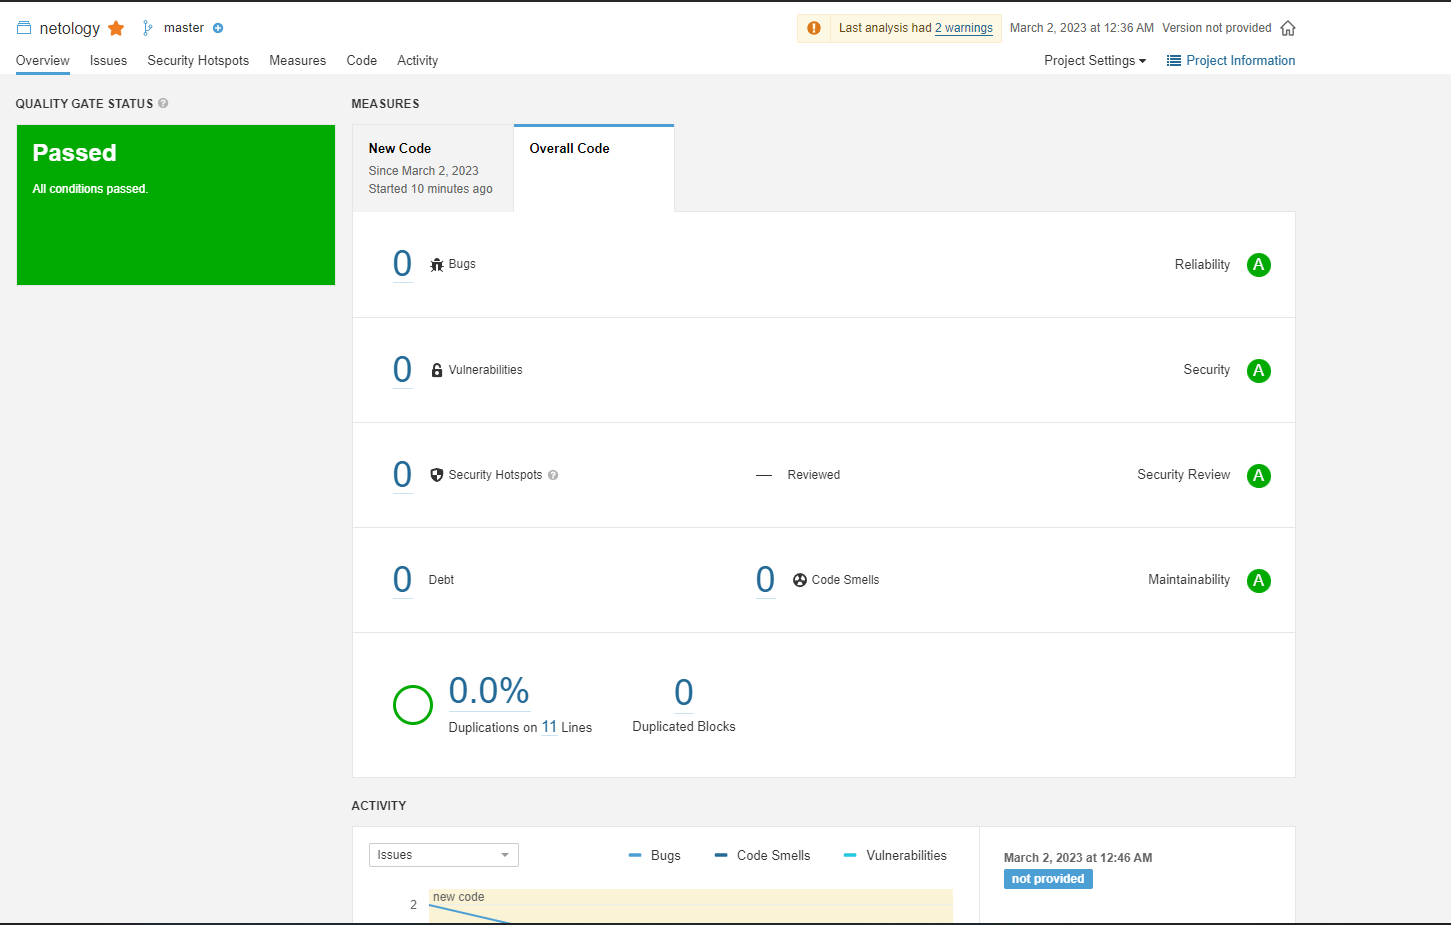 netology master Last analysis had 2 warnings March 2, 2023 at 12:36 AM Version not provided
Overview Issues Security Hotspots Measures Code Activity Project Settings Project Information
QUALITY GATE STATUS
Passed
All conditions passed.
MEASURES
New Code
Since March 2, 2023
Started 10 minutes ago
Overall Code
0 Bugs Reliability A
0 Vulnerabilities Security A
0 Security Hotspots — Reviewed Security Review A
0 Debt 0 Code Smells Maintainability A
0.0% 0
Duplications on 11 Lines Duplicated Blocks
ACTIVITY
Issues Bugs Code Smells Vulnerabilities
new code
2
March 2, 2023 at 12:46 AM
not provided